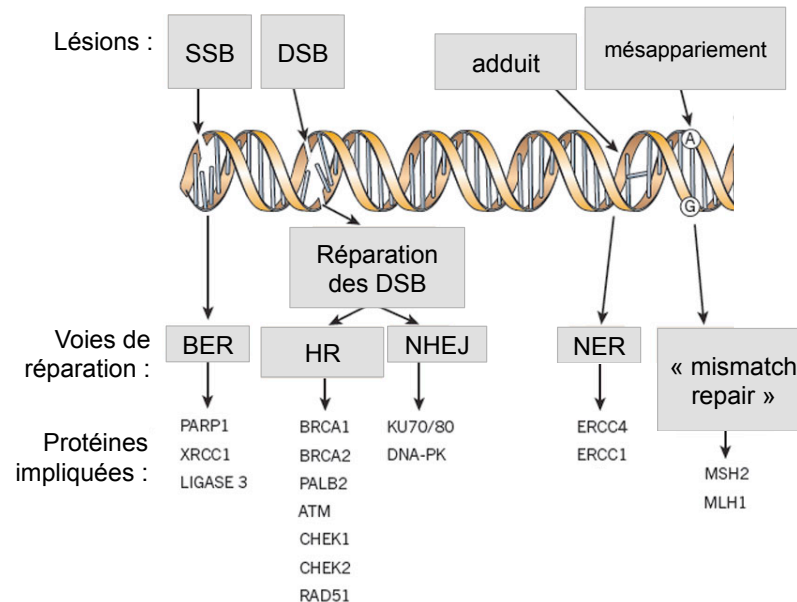 Lésions :
SSB
DSB
adduit
mésappariement
A
G
Réparation
des DSB
Voies de
réparation :
BER
HR
NHEJ
NER
« mismatch
repair »
Protéines
impliquées :
PARP1
XRCC1
LIGASE 3
BRCA1
BRCA2
PALB2
ATM
CHEK1
CHEK2
RAD51
KU70/80
DNA-PK
ERCC4
ERCC1
MSH2
MLH1